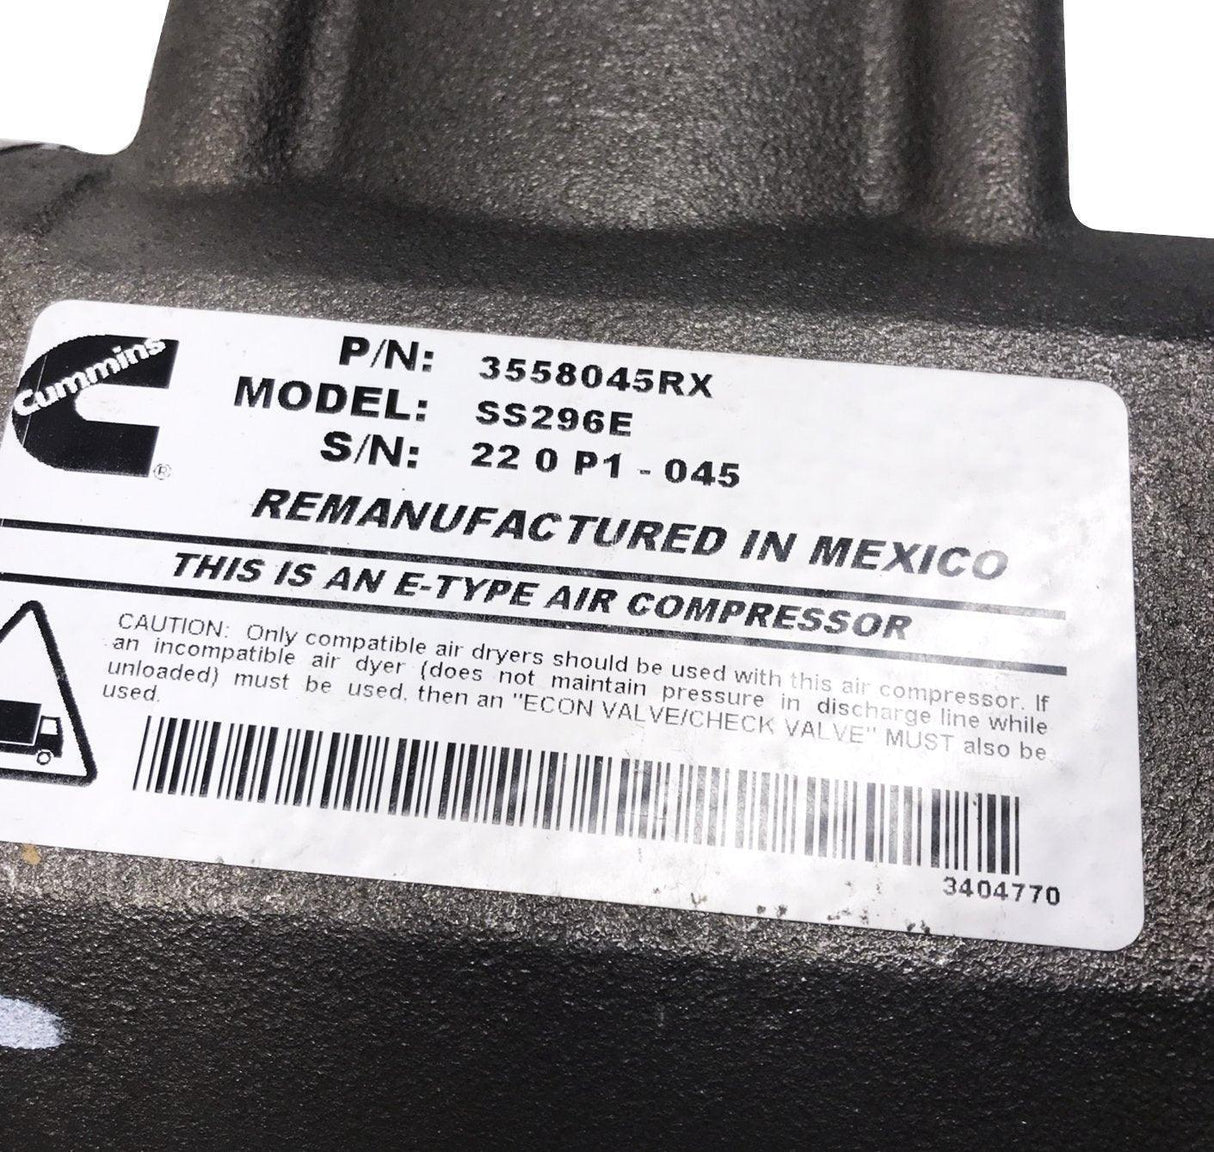 Cummins
®
P/N: 3558045RX
MODEL: SS296E
S/N: 22 0 P1 - 045
REMANUFACTURED IN MEXICO
THIS IS AN E-TYPE AIR COMPRESSOR
CAUTION: Only compatible air dryers should be used with this air compressor. If
an incompatible air dyer (does not maintain pressure in discharge line while
unloaded) must be used, then an "ECON VALVE/CHECK VALVE" MUST also be
used.
3404770